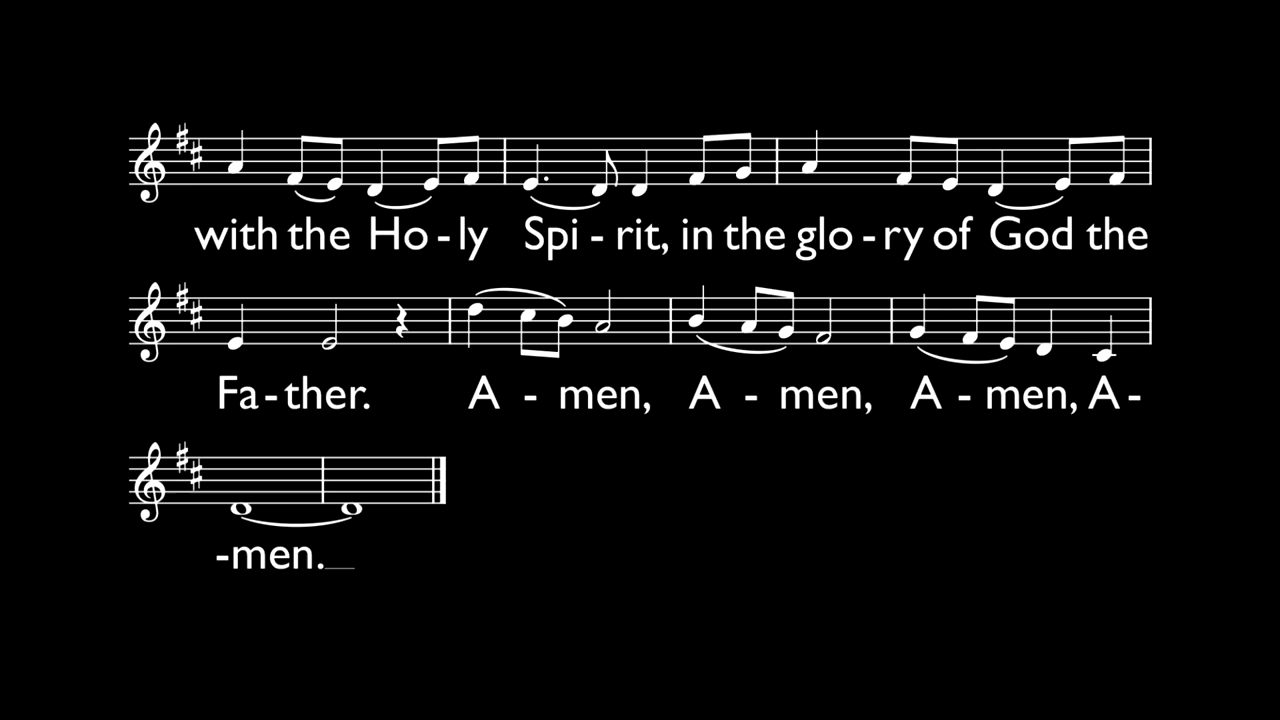 with the Ho - ly Spi - rit, in the glo - ry of God the
Fa - ther. A - men, A - men, A - men, A -
-men.__